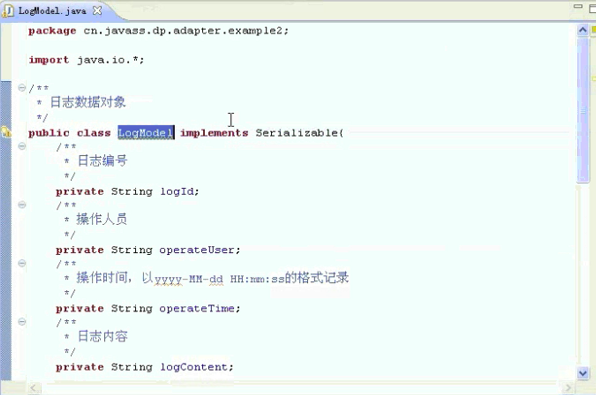 LogModel.java
package cn.javass.dp.adapter.example2;
import java.io.*;
/**
* 日志数据对象
*/
public class LogModel implements Serializable{
/**
* 日志编号
*/
private String logId;
/**
* 操作人员
*/
private String operateUser;
/**
* 操作时间，以yyyy-MM-dd HH:mm:ss的格式记录
*/
private String operateTime;
/**
* 日志内容
*/
private String logContent;